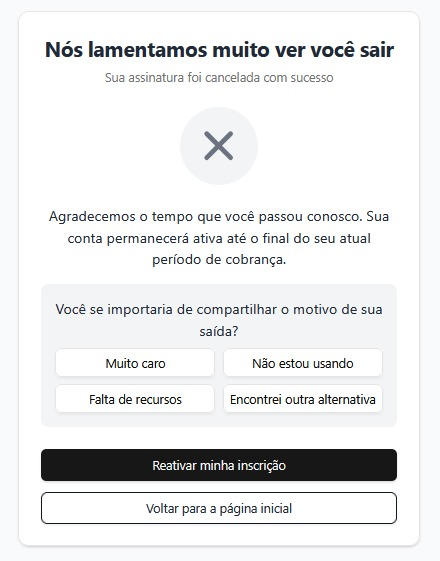 Nós lamentamos muito ver você sair
Sua assinatura foi cancelada com sucesso
Agradecemos o tempo que você passou conosco. Sua
conta permanecerá ativa até o final do seu atual
período de cobrança.
Você se importaria de compartilhar o motivo de sua
saída?
Muito caro
Não estou usando
Falta de recursos
Encontrei outra alternativa
Reativar minha inscrição
Voltar para a página inicial